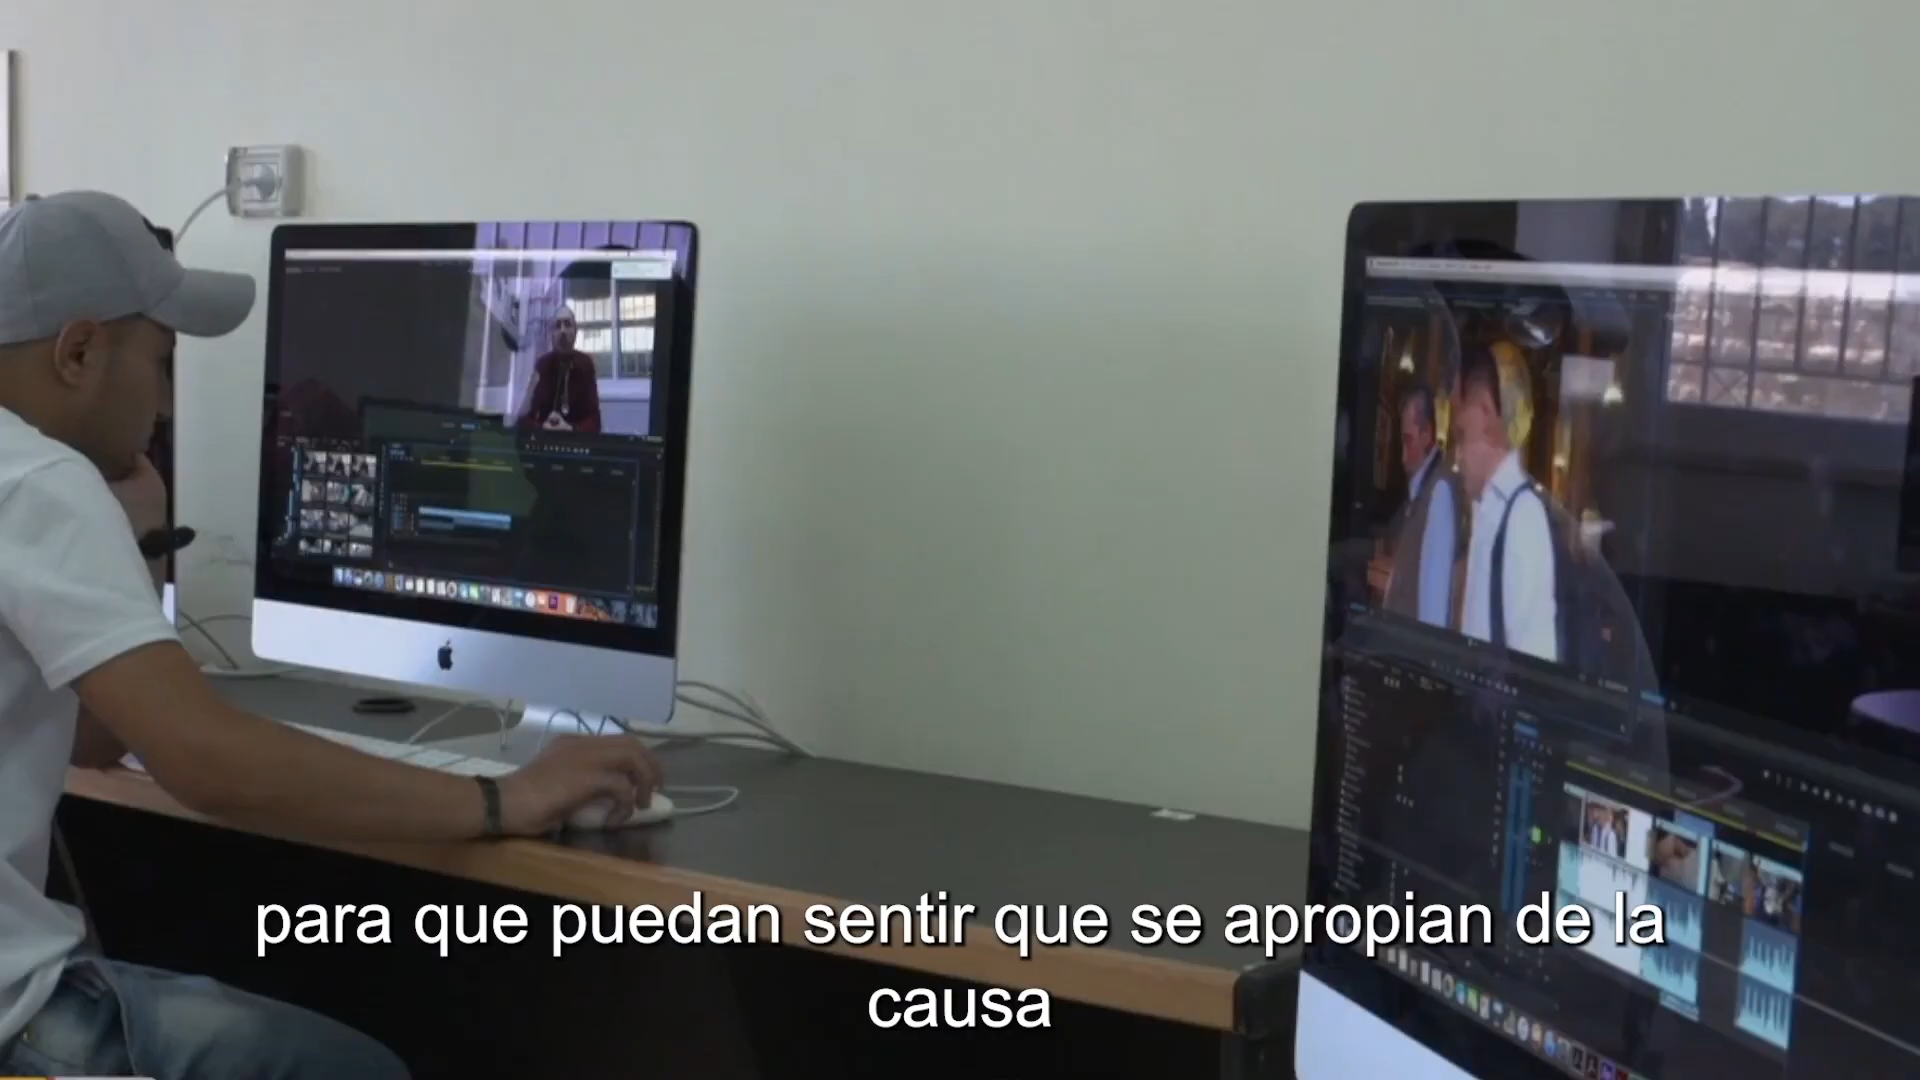 para que puedan sentir que se apropian de la
causa